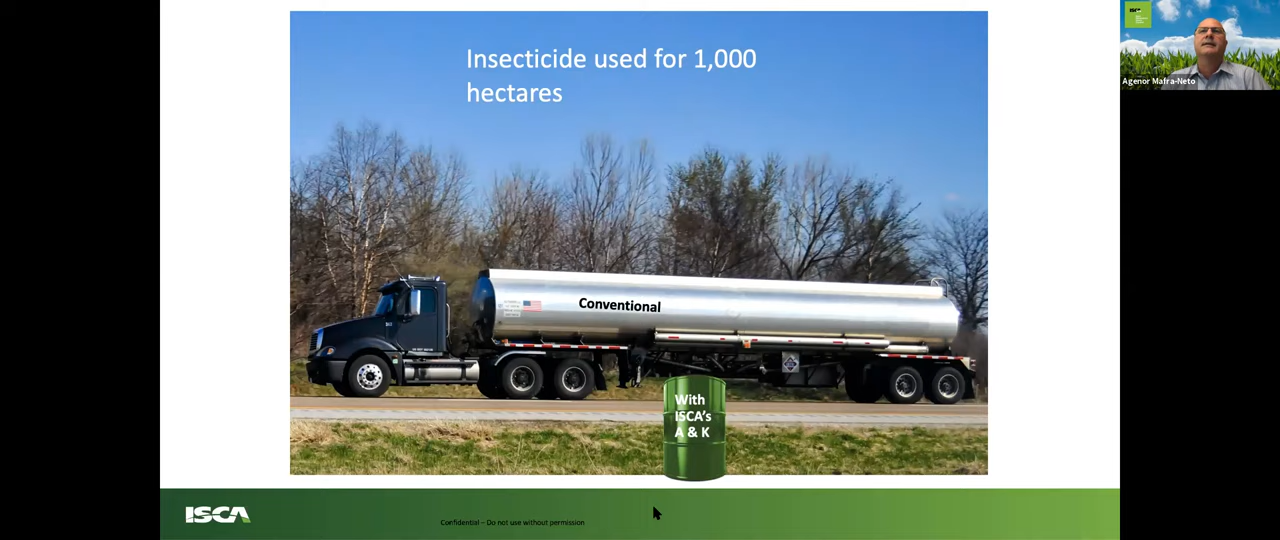 Insecticide used for 1,000
hectares
Conventional
With
ISCA's
A & K
ISCA
Confidential – Do not use without permission
Agenor Mafra-Neto